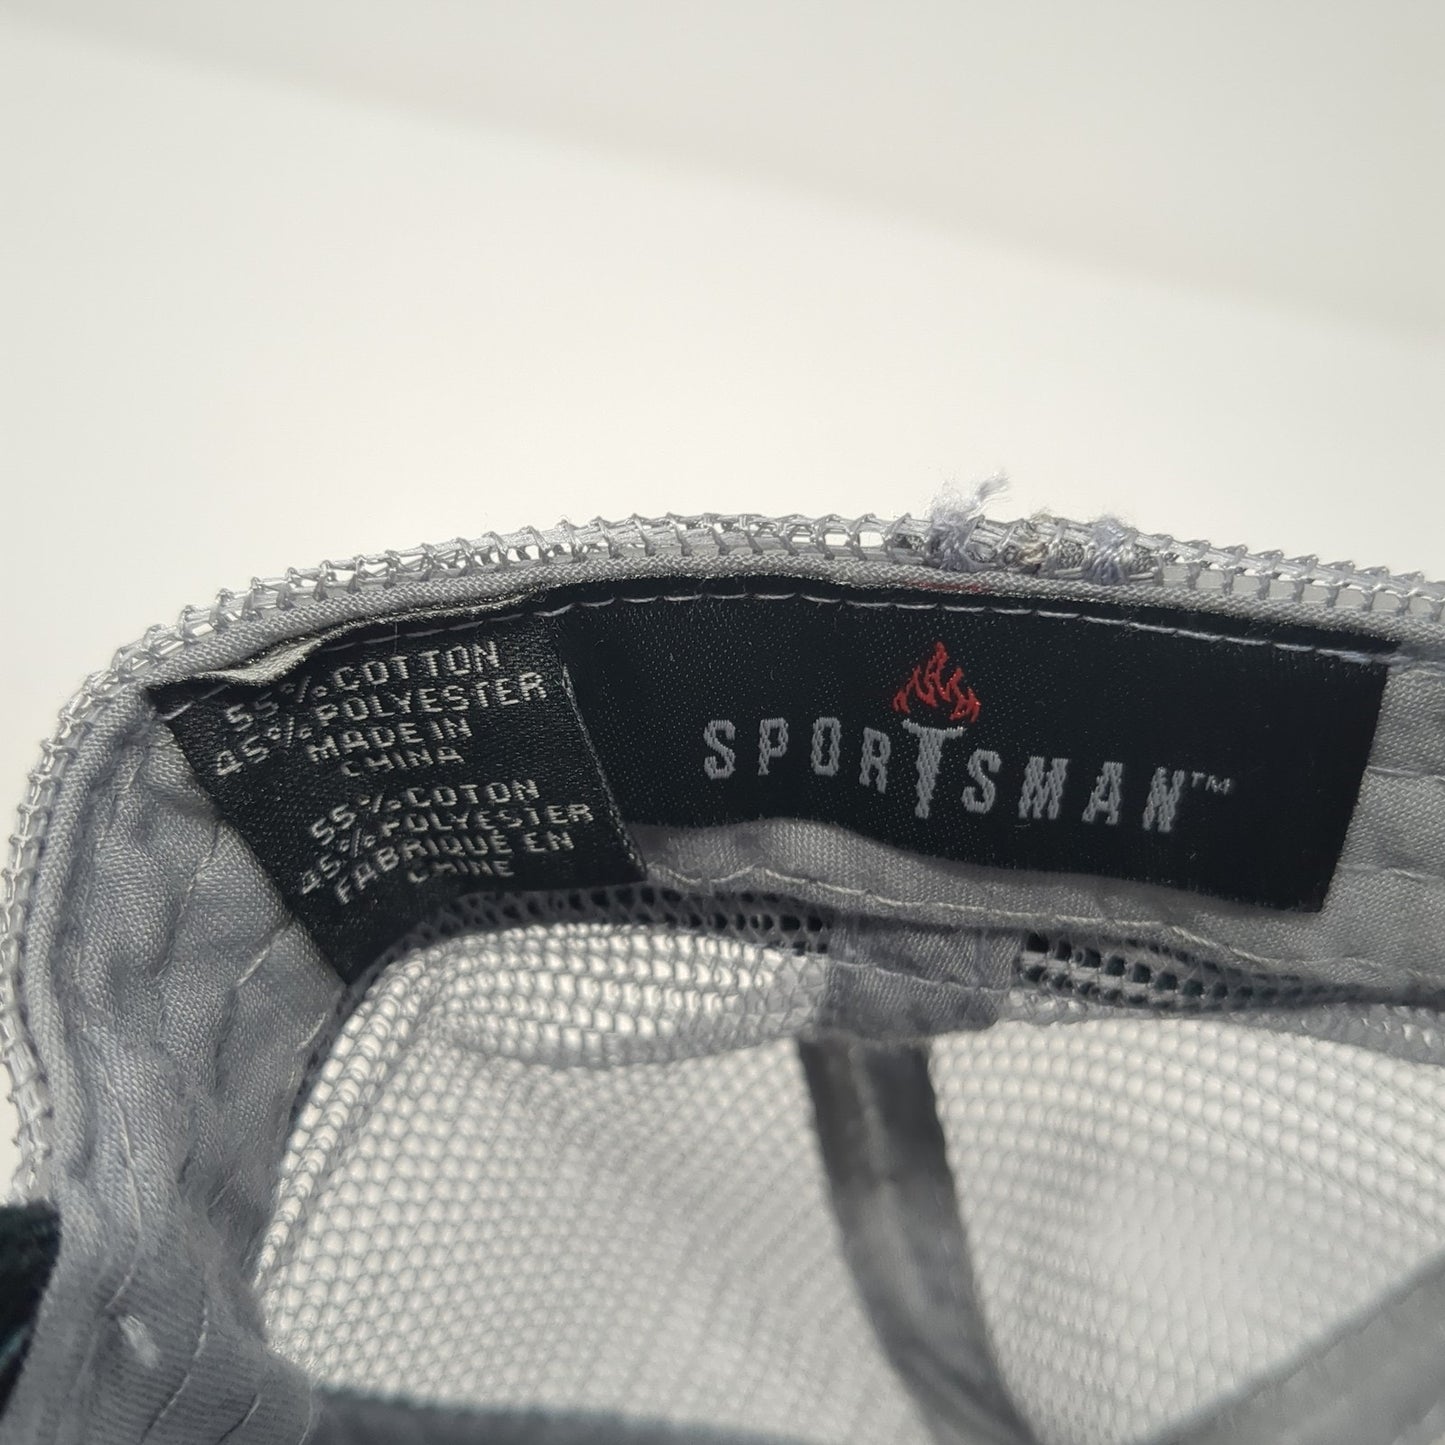 55% COTTON
45% POLYESTER
MADE IN
CHINA
55% COTON
45% POLYESTER
FABRIQUÉ EN
CHINE
SPORTSMAN™